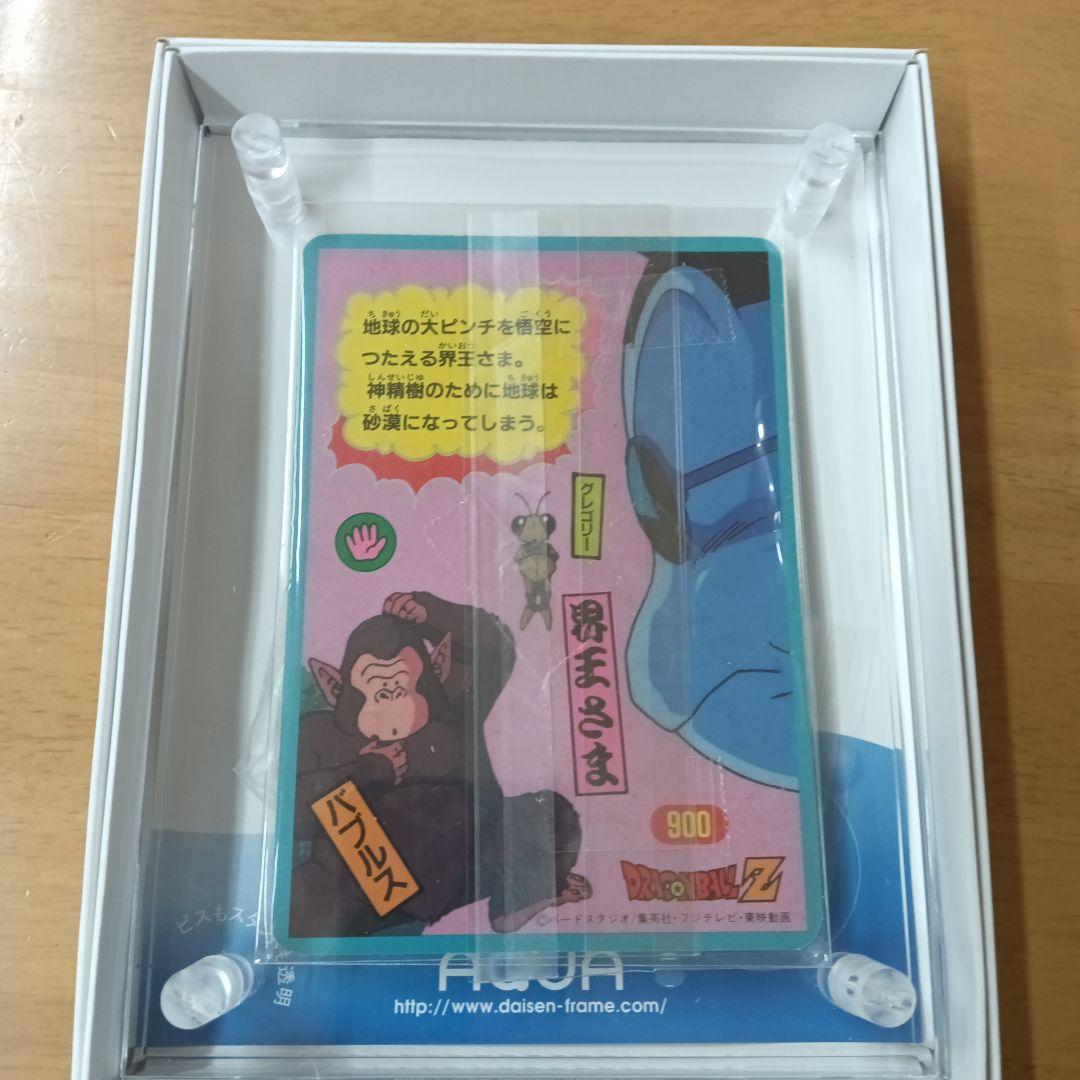 地球の大ピンチを悟空に
つたえる界王さま。
神精樹のために地球は
砂漠になってしまう。
グレゴリー
界王さま
バブルス
900
DRAGONBALL Z
©バードスタジオ/集英社・フジテレビ・東映動画
AQUA
http://www.daisen-frame.com/
透明